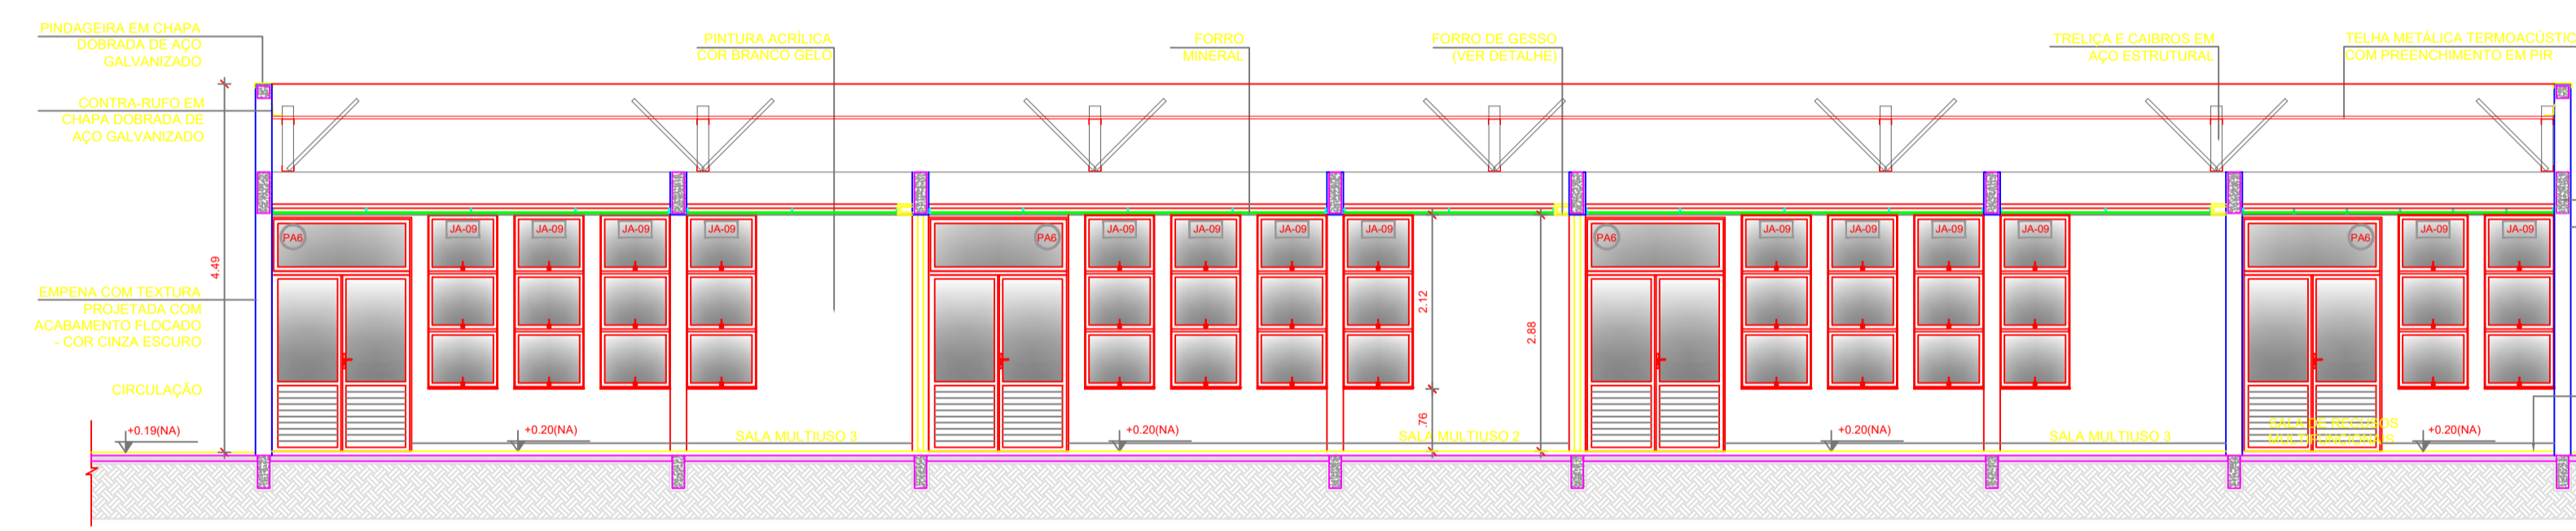 PINDAGEIRA EM CHAPA
DOBRADA DE AÇO
GALVANIZADO
PINTURA ACRÍLICA
COR BRANCO GELO
FORRO
MINERAL
FORRO DE GESSO
(VER DETALHE)
TRELIÇA E CAIBROS EM
AÇO ESTRUTURAL
TELHA METÁLICA TERMOACÚSTIC
COM PREENCHIMENTO EM PIR
CONTRA-RUFO EM
CHAPA DOBRADA DE
AÇO GALVANIZADO
PA6
JA-09
JA-09
JA-09
JA-09
PA6
JA-09
JA-09
JA-09
JA-09
PA6
JA-09
JA-09
JA-09
JA-09
PA6
JA-09
JA-09
4.49
2.12
2.88
.76
EMPENA COM TEXTURA
PROJETADA COM
ACABAMENTO FLOCADO
- COR CINZA ESCURO
CIRCULAÇÃO
+0.19(NA)
+0.20(NA)
SALA MULTIUSO 3
+0.20(NA)
SALA MULTIUSO 2
+0.20(NA)
SALA MULTIUSO 3
SALA DE RECUSOS
MULTIFUNCIONAIS
+0.20(NA)